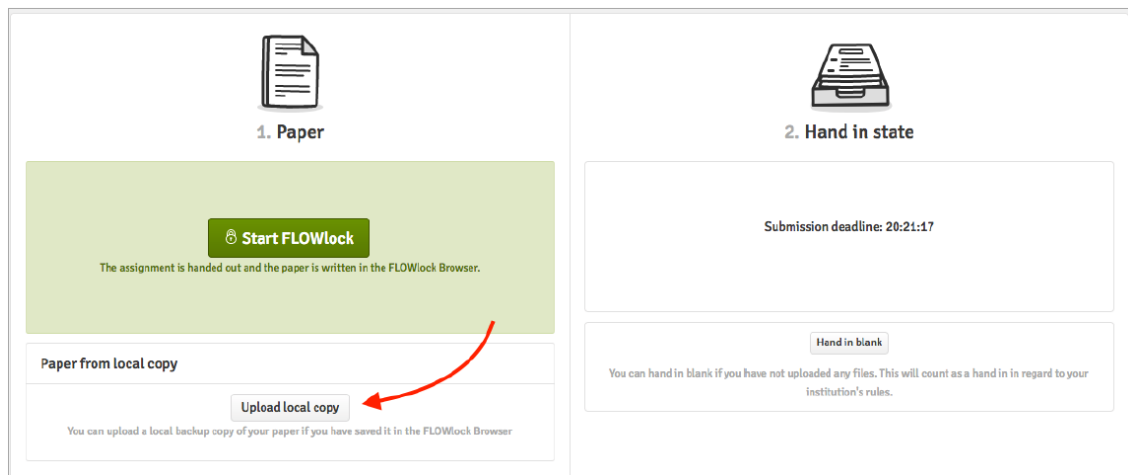 1. Paper
Start FLOWlock
The assignment is handed out and the paper is written in the FLOWlock Browser.
Paper from local copy
Upload local copy
You can upload a local backup copy of your paper if you have saved it in the FLOWlock Browser
2. Hand in state
Submission deadline: 20:21:17
Hand in blank
You can hand in blank if you have not uploaded any files. This will count as a hand in in regard to your
institution's rules.